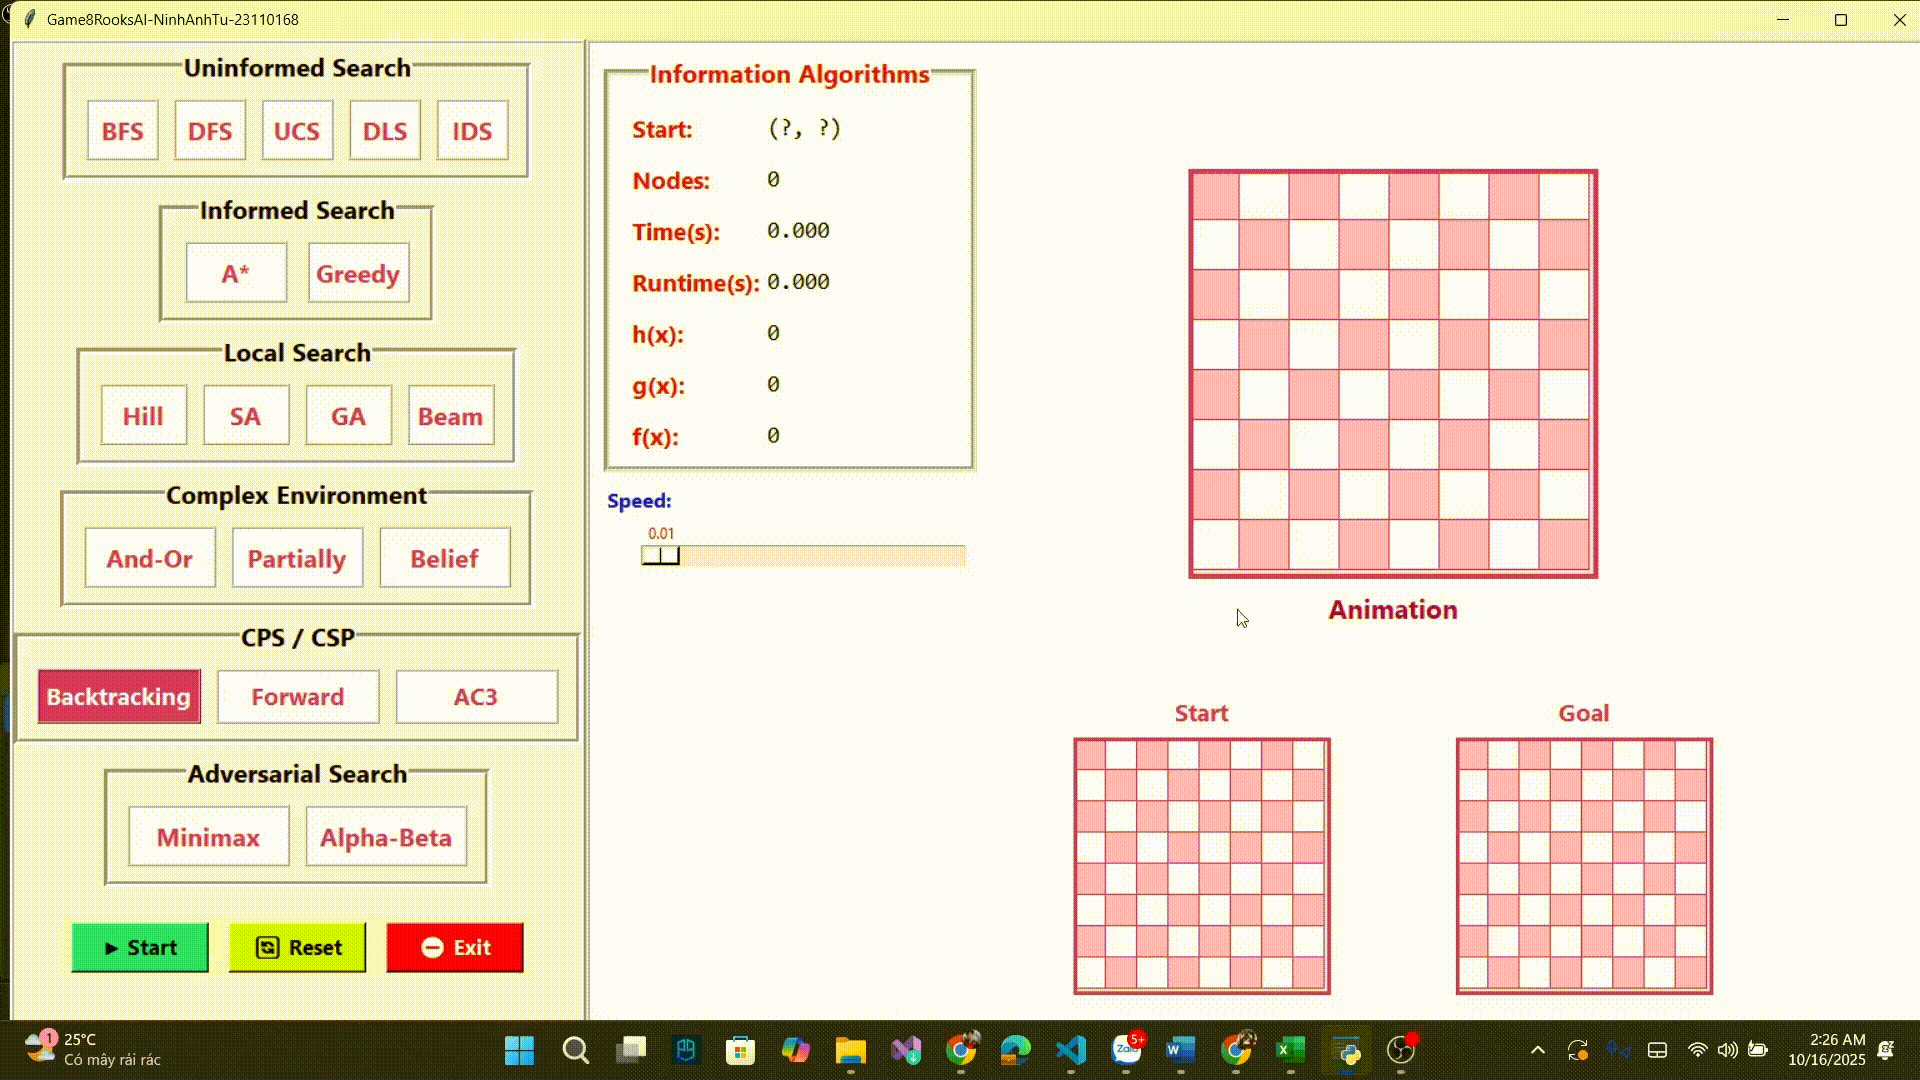 Game8RooksAI-NinhAnhTu-23110168
Uninformed Search
BFS DFS UCS DLS IDS
Informed Search
A* Greedy
Local Search
Hill SA GA Beam
Complex Environment
And-Or Partially Belief
CPS / CSP
Backtracking Forward AC3
Adversarial Search
Minimax Alpha-Beta
► Start Reset Exit
Information Algorithms
Start: (?, ?)
Nodes: 0
Time(s): 0.000
Runtime(s): 0.000
h(x): 0
g(x): 0
f(x): 0
Speed:
0.01
Animation
Start
Goal
1
25°C
Có mây rải rác
Zalo
5+
2:26 AM
10/16/2025